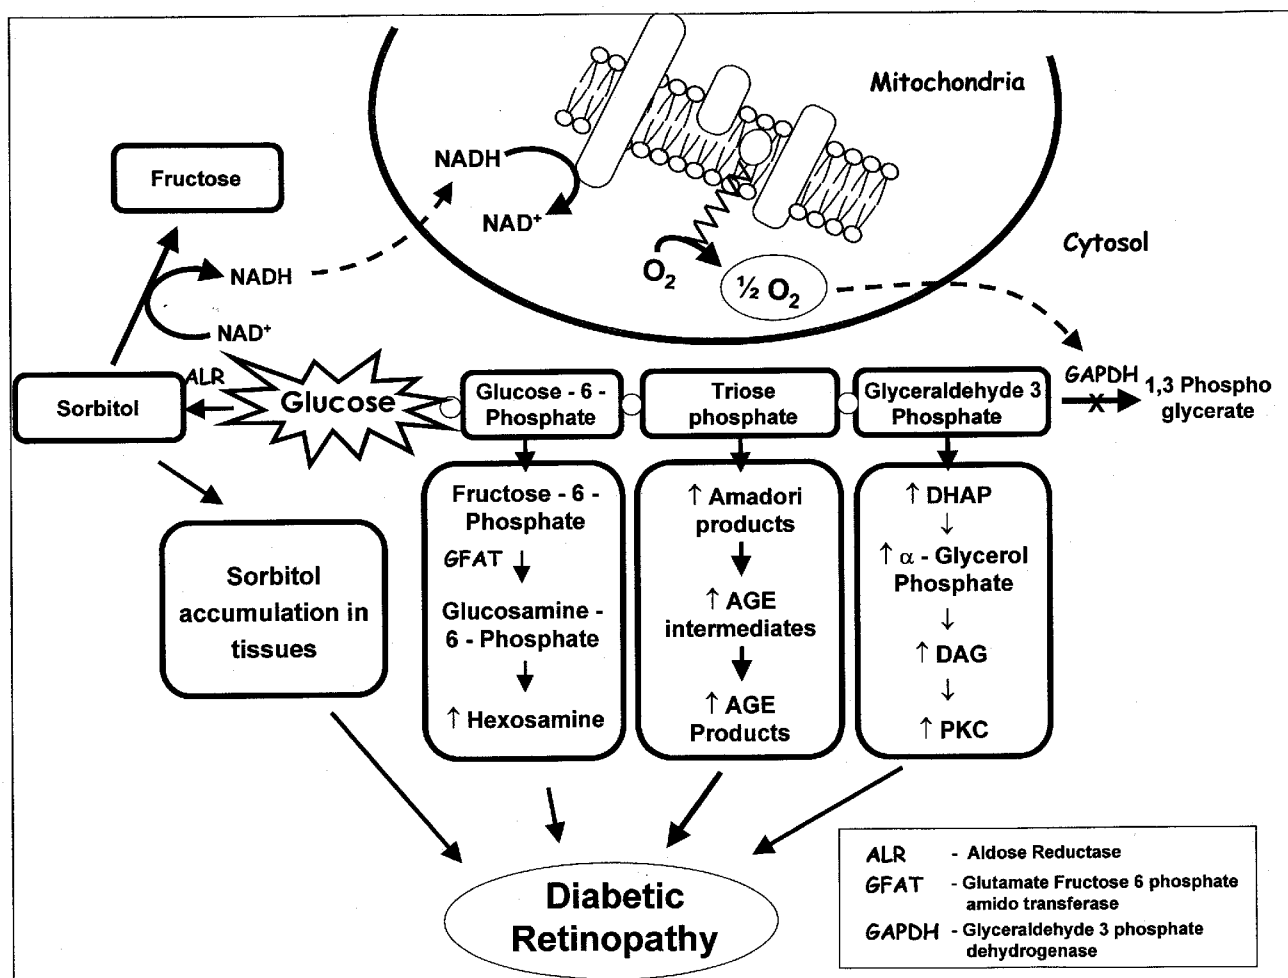 Mitochondria
NADH
NAD⁺
O₂
½ O₂
Cytosol
Fructose
NADH
NAD⁺
ALR
Sorbitol
Glucose
Glucose - 6 -
Phosphate
Triose
phosphate
Glyceraldehyde 3
Phosphate
GAPDH
X
1,3 Phospho
glycerate
Sorbitol
accumulation in
tissues
Fructose - 6 -
Phosphate
GFAT ↓
Glucosamine -
6 - Phosphate
↓
↑ Hexosamine
↑ Amadori
products
↑ AGE
intermediates
↑ AGE
Products
↑ DHAP
↓
↑ α - Glycerol
Phosphate
↓
↑ DAG
↓
↑ PKC
Diabetic
Retinopathy
ALR - Aldose Reductase
GFAT - Glutamate Fructose 6 phosphate
amido transferase
GAPDH - Glyceraldehyde 3 phosphate
dehydrogenase